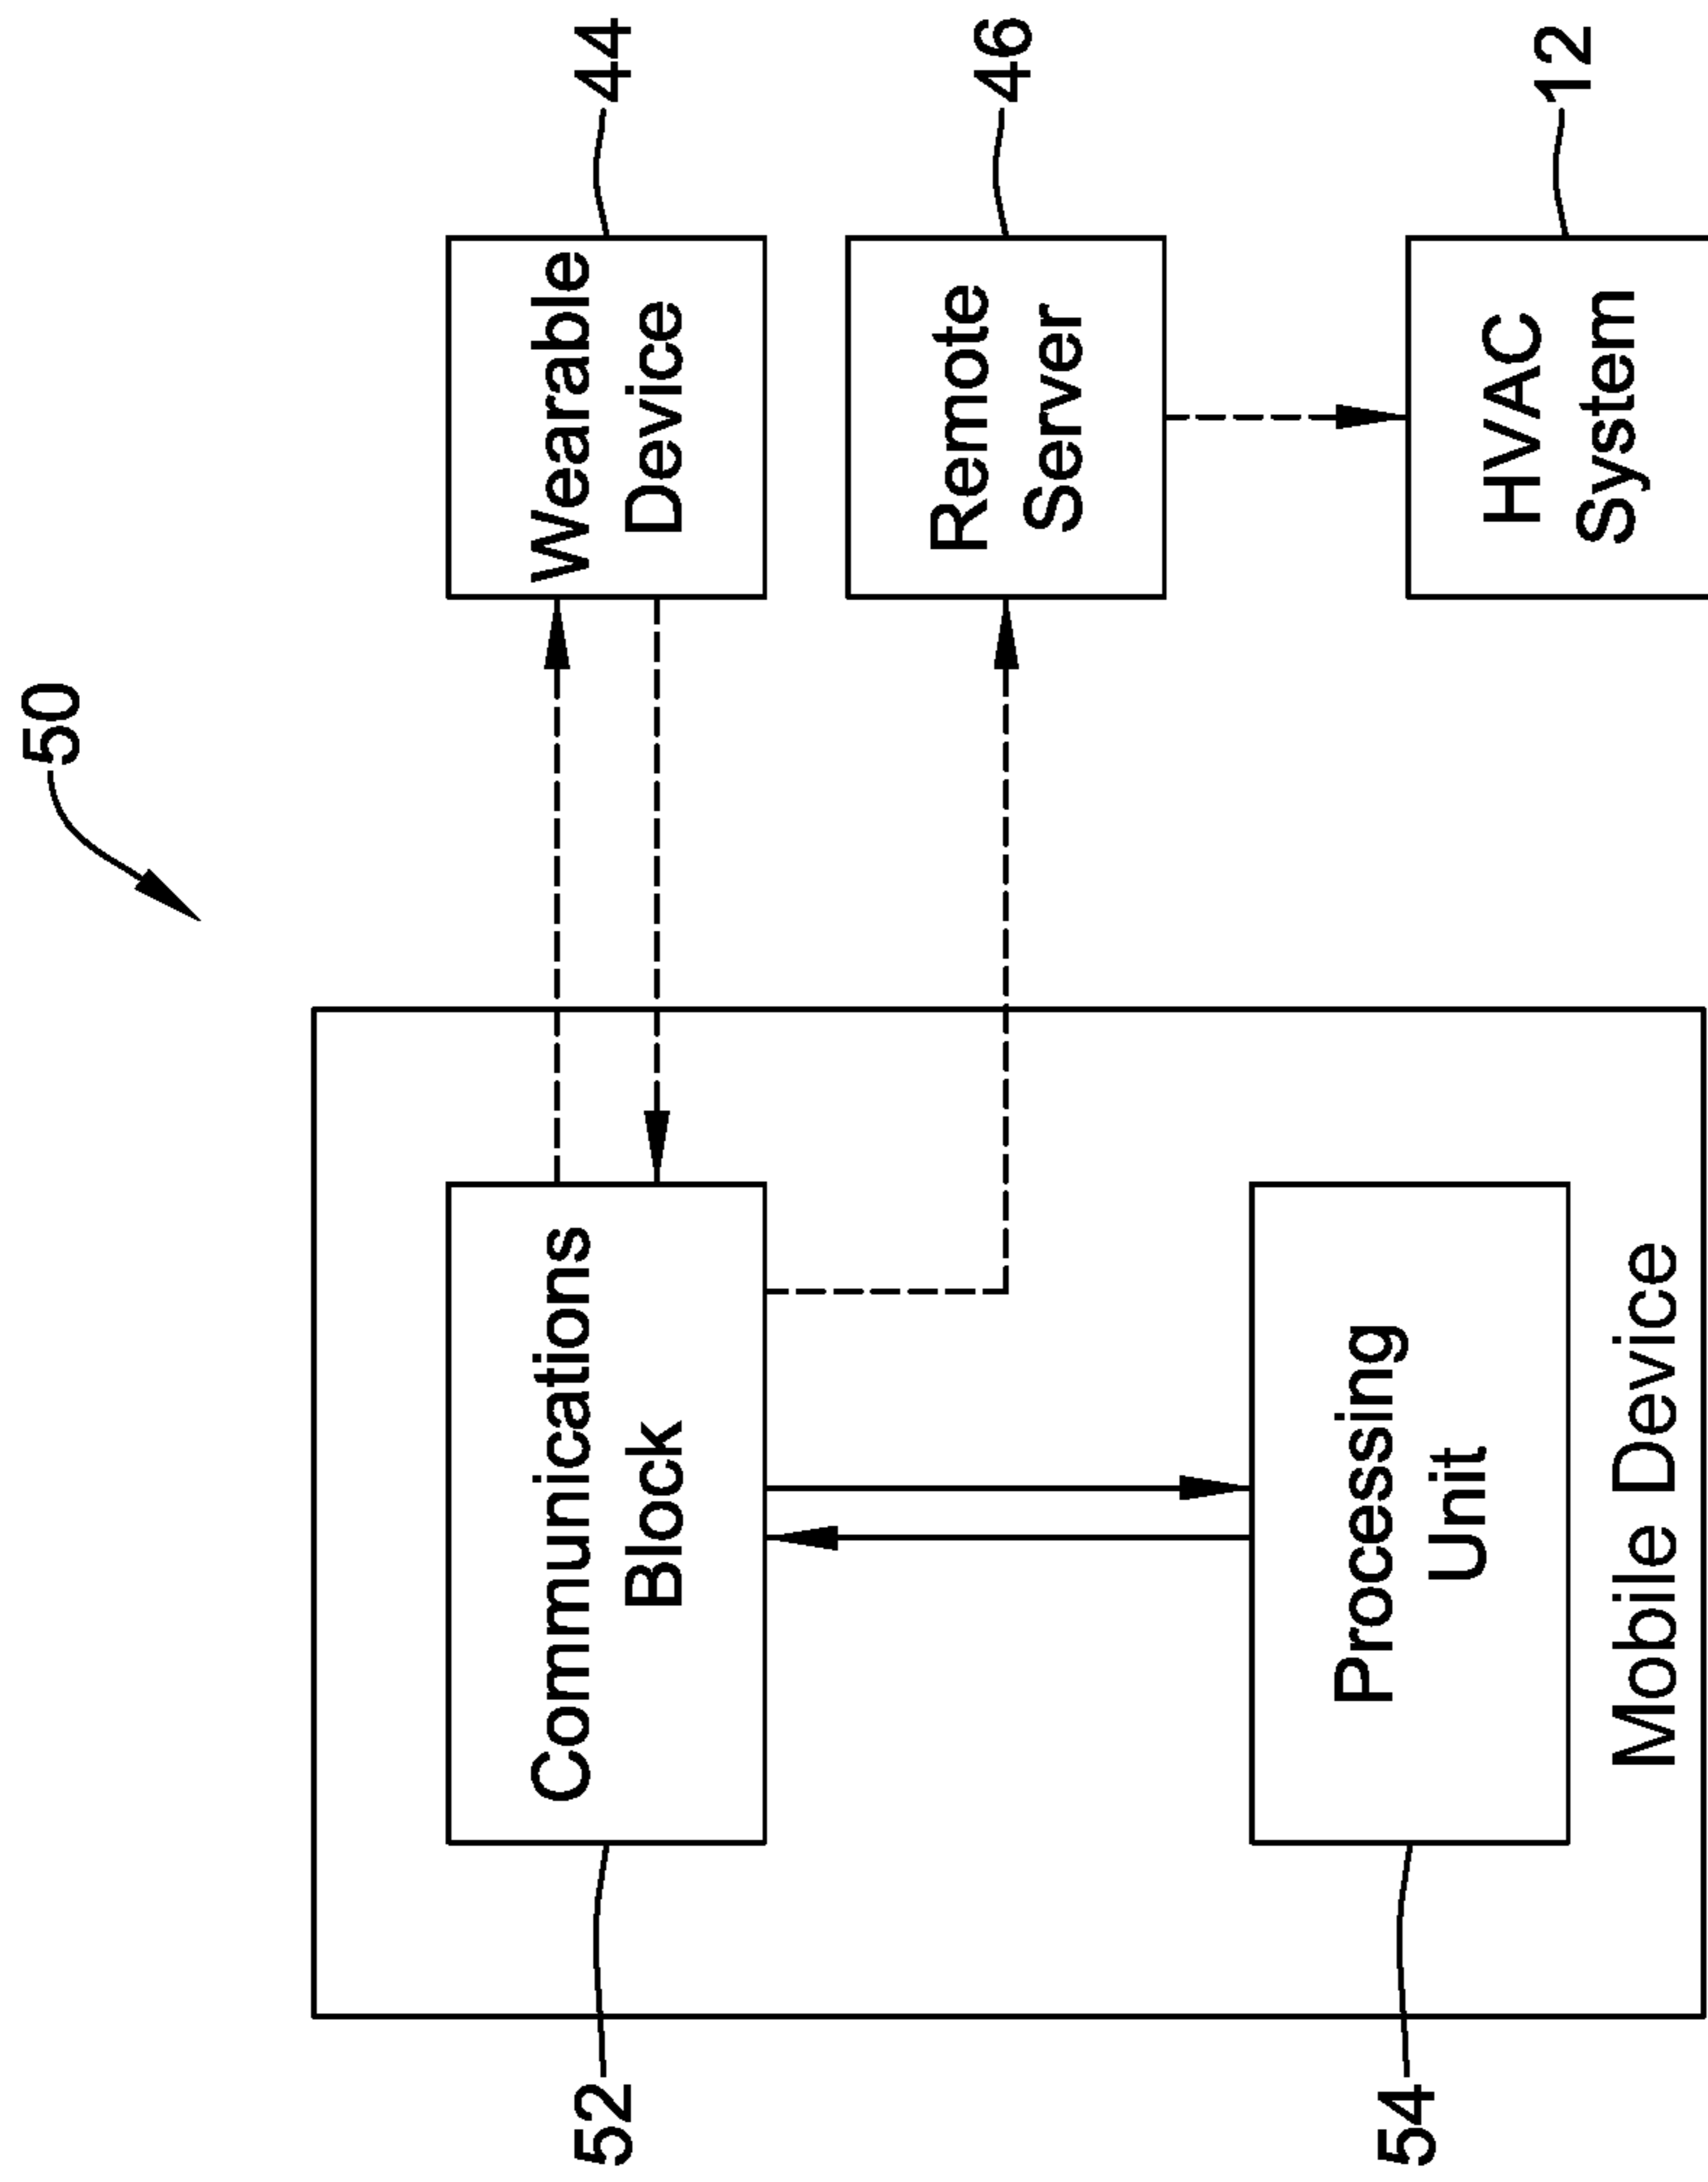 50
52
Communications
Block
44
Wearable
Device
46
Remote
Server
54
Processing
Unit
12
HVAC
System
Mobile Device